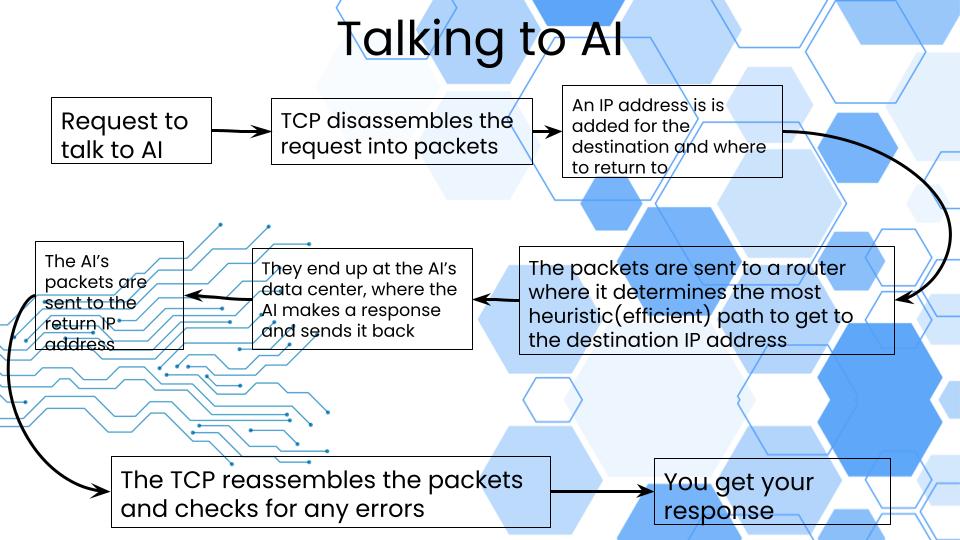 Talking to AI
Request to
talk to AI
TCP disassembles the
request into packets
An IP address is is
added for the
destination and where
to return to
The packets are sent to a router
where it determines the most
heuristic(efficient) path to get to
the destination IP address
They end up at the AI's
data center, where the
AI makes a response
and sends it back
The AI's
packets are
sent to the
return IP
address
The TCP reassembles the packets
and checks for any errors
You get your
response